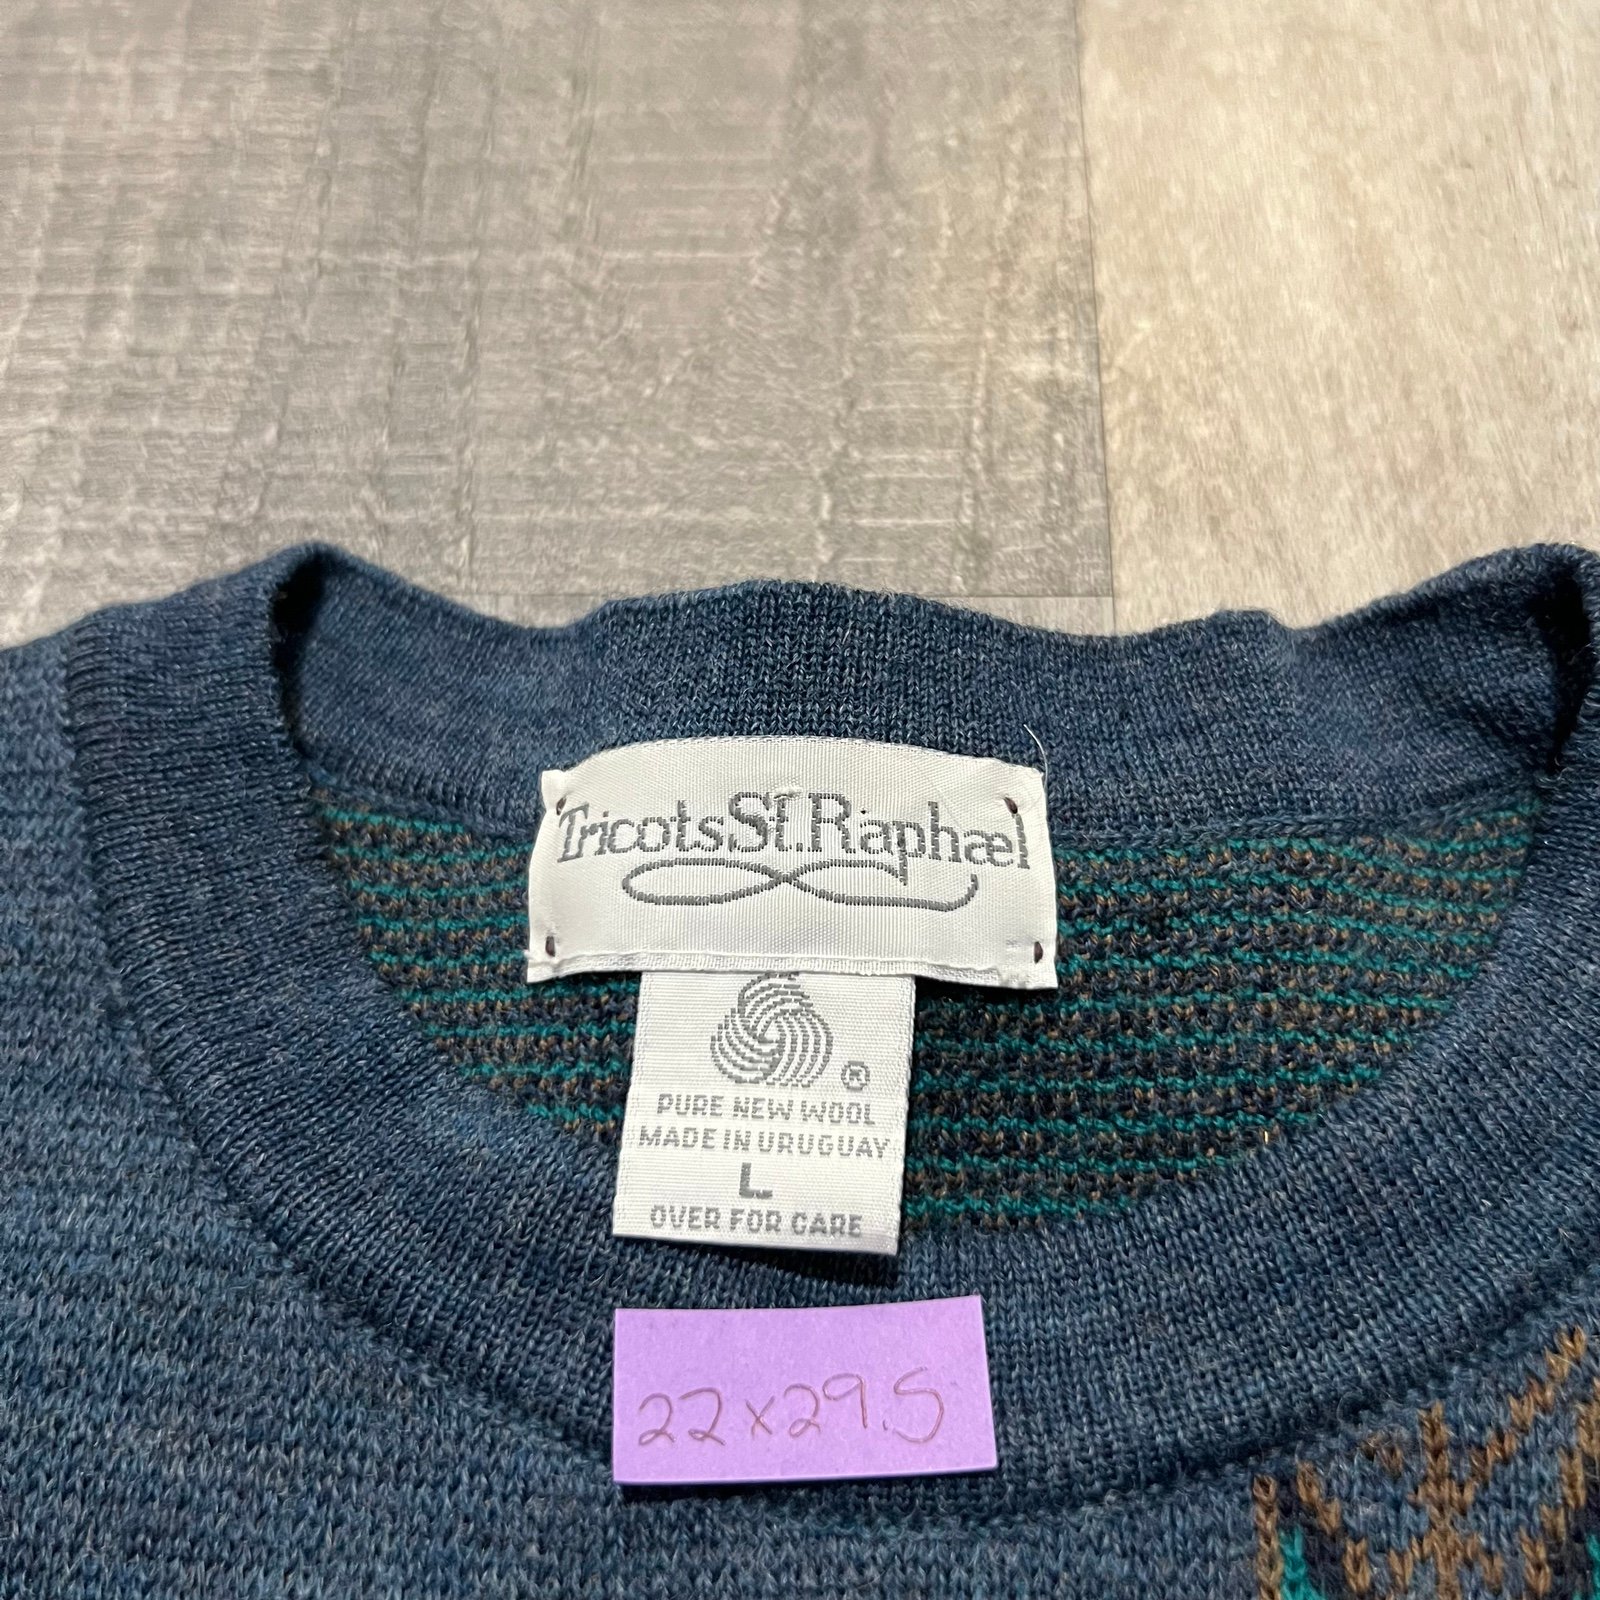 Tricots St. Raphael
®
PURE NEW WOOL
MADE IN URUGUAY
L
OVER FOR CARE
22x29.5